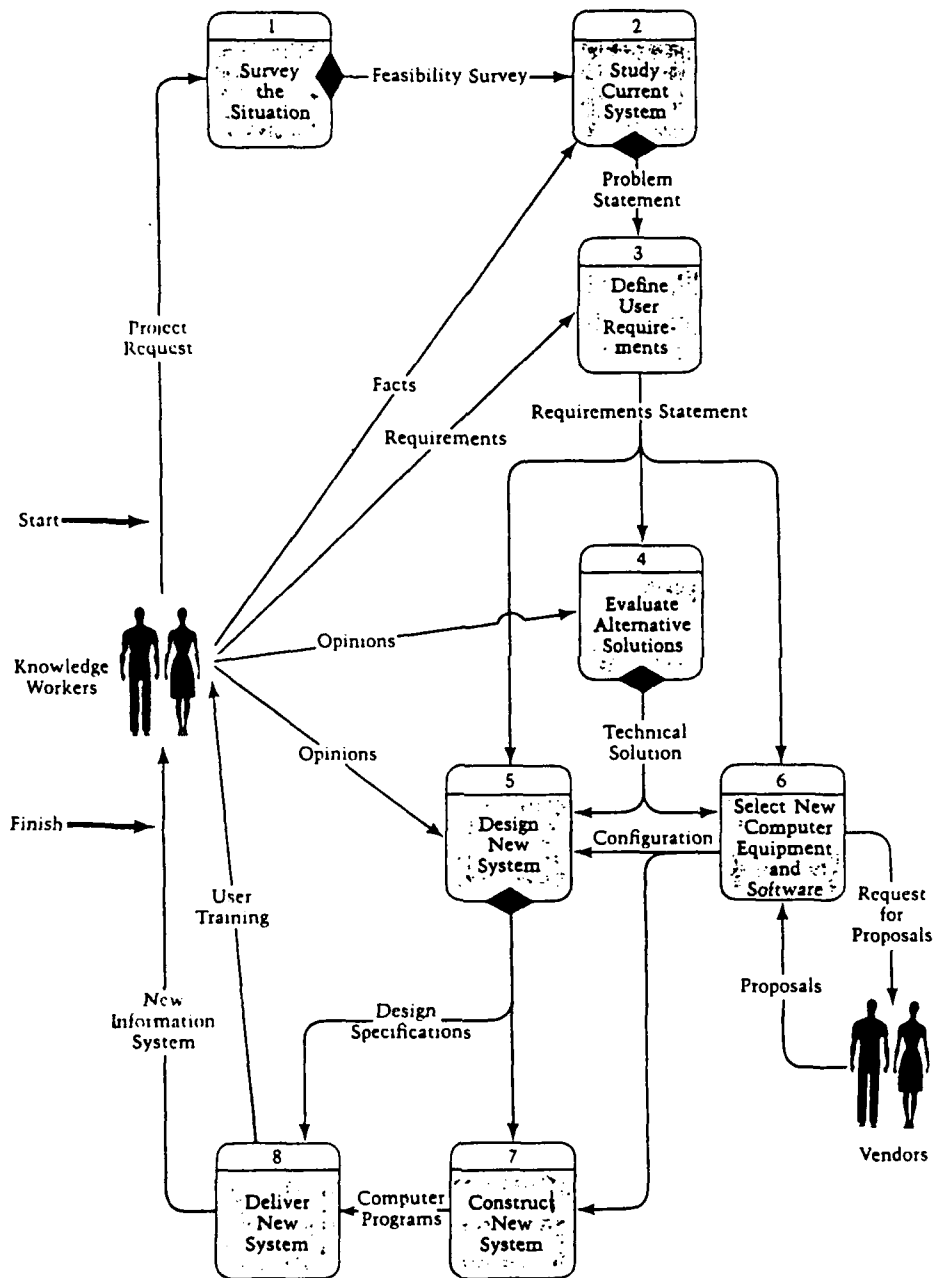 1
Survey
the
Situation
Feasibility Survey
2
Study
Current
System
Problem
Statement
3
Define
User
Require-
ments
Project
Request
Facts
Requirements
Requirements Statement
Start
4
Evaluate
Alternative
Solutions
Opinions
Knowledge
Workers
Technical
Solution
Opinions
5
Design
New
System
6
Select New
Computer
Equipment
and
Software
Configuration
Finish
User
Training
Request
for
Proposals
Proposals
New
Information
System
Design
Specifications
Vendors
8
Deliver
New
System
Computer
Programs
7
Construct
New
System